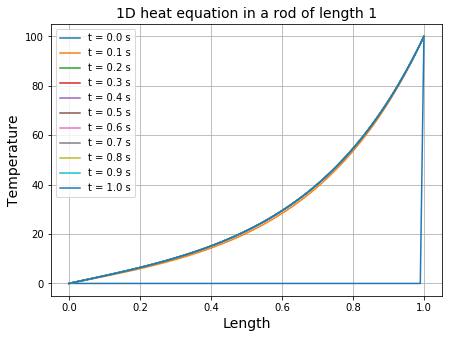 1D heat equation in a rod of length 1
t = 0.0 s
t = 0.1 s
t = 0.2 s
t = 0.3 s
t = 0.4 s
t = 0.5 s
t = 0.6 s
t = 0.7 s
t = 0.8 s
t = 0.9 s
t = 1.0 s
100
80
60
40
20
0
Temperature
0.0 0.2 0.4 0.6 0.8 1.0
Length